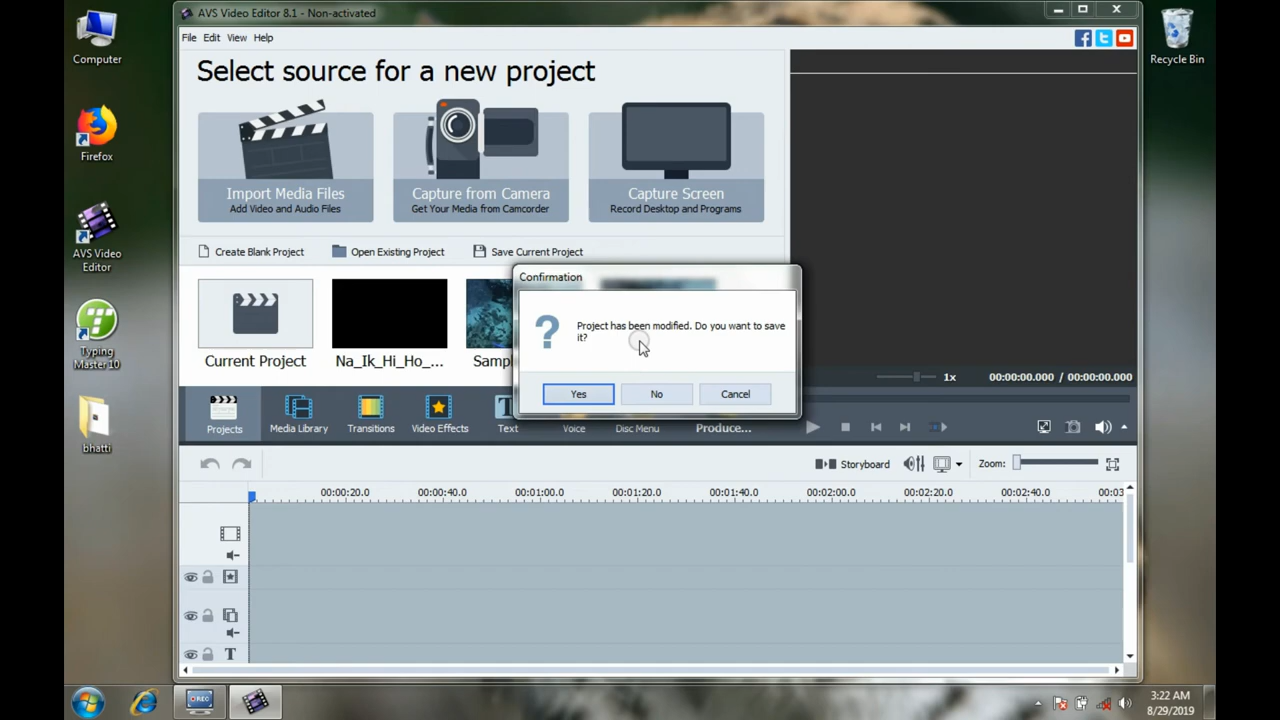 Computer
Firefox
AVS Video
Editor
Typing
Master 10
bhatti
Recycle Bin
AVS Video Editor 8.1 - Non-activated
File Edit View Help
Select source for a new project
Import Media Files
Add Video and Audio Files
Capture from Camera
Get Your Media from Camcorder
Capture Screen
Record Desktop and Programs
Create Blank Project
Open Existing Project
Save Current Project
Current Project
Na_Ik_Hi_Ho_...
Confirmation
Project has been modified. Do you want to save
it?
Yes No Cancel
1x 00:00:00.000 / 00:00:00.000
Projects
Media Library
Transitions
Video Effects
Text
Voice
Disc Menu
Produce...
Storyboard
Zoom:
00:00:20.0 00:00:40.0 00:01:00.0 00:01:20.0 00:01:40.0 00:02:00.0 00:02:20.0 00:02:40.0 00:03
T
REC
3:22 AM
8/29/2019